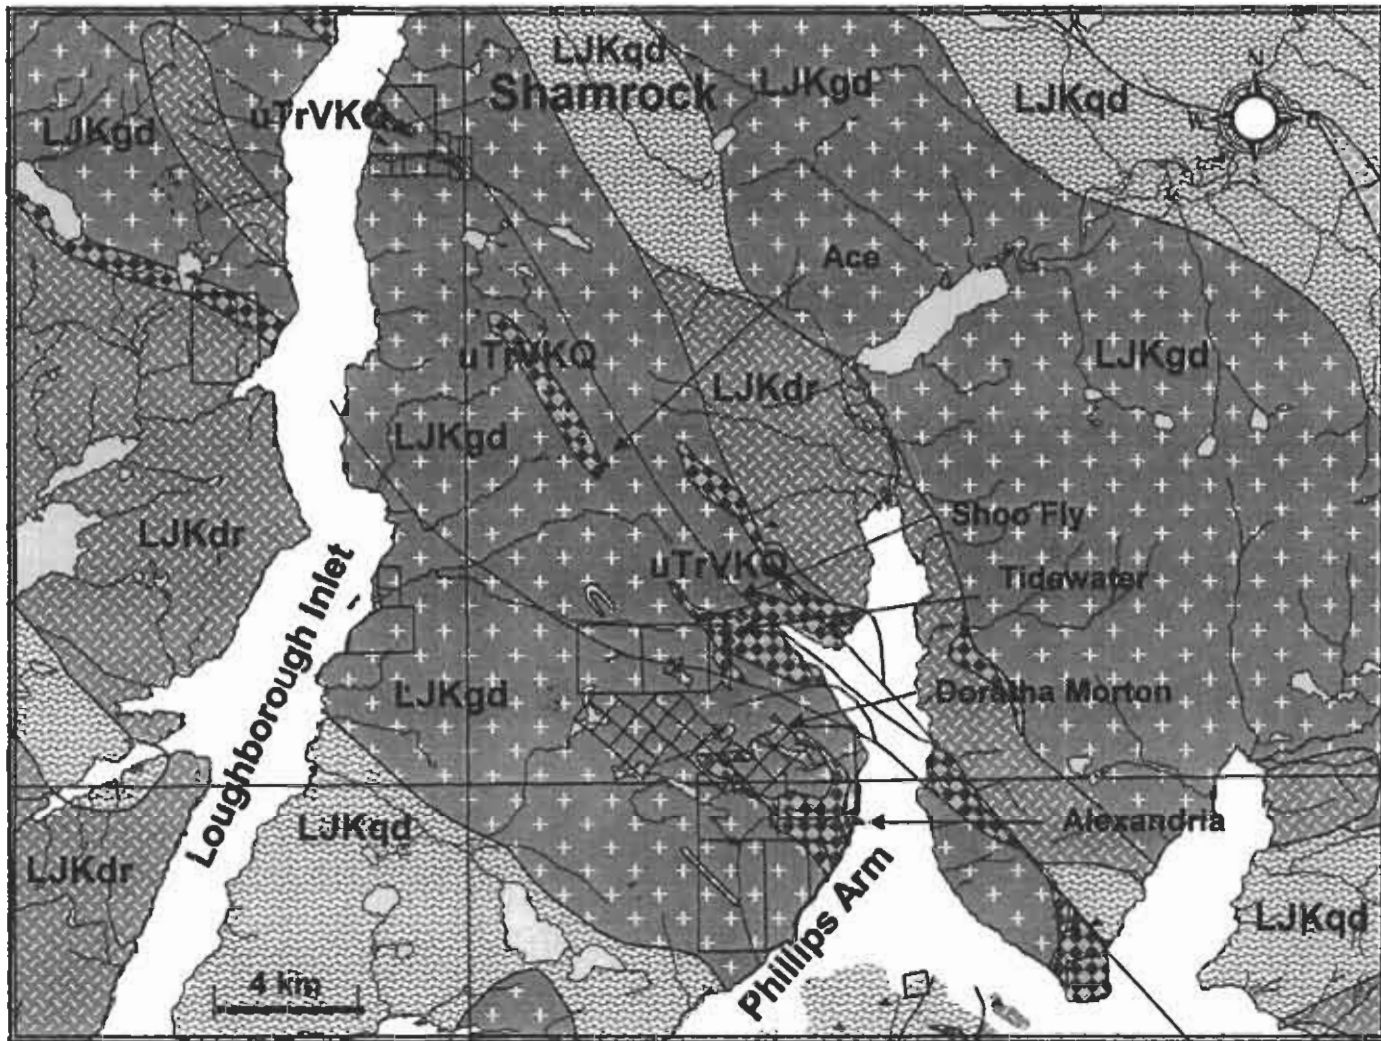 LJKqd
Shamrock
LJKgd
LJKqd
N
W
E
LJKgd
uTrVKQ
Ace
uTrVKQ
LJKdr
LJKgd
LJKgd
LJKdr
Shoo Fly
uTrVKQ
Tidewater
Loughborough Inlet
LJKgd
Doratha Morton
LJKqd
Alexandria
LJKdr
Phillips Arm
LJKqd
4 km